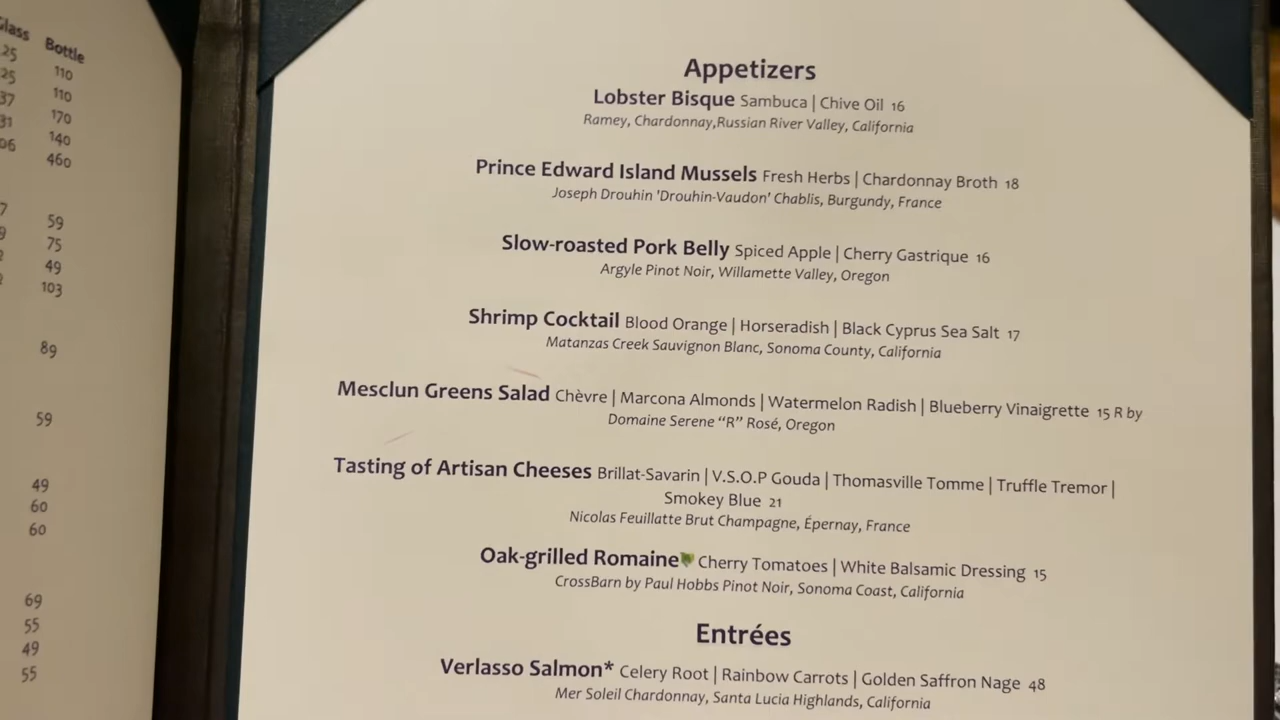 Glass Bottle
25 110
25 110
37 170
31 140
06 460
7 59
9 75
49
103
89
59
49
60
60
69
55
49
55
Appetizers
Lobster Bisque Sambuca | Chive Oil 16
Ramey, Chardonnay,Russian River Valley, California
Prince Edward Island Mussels Fresh Herbs | Chardonnay Broth 18
Joseph Drouhin 'Drouhin-Vaudon' Chablis, Burgundy, France
Slow-roasted Pork Belly Spiced Apple | Cherry Gastrique 16
Argyle Pinot Noir, Willamette Valley, Oregon
Shrimp Cocktail Blood Orange | Horseradish | Black Cyprus Sea Salt 17
Matanzas Creek Sauvignon Blanc, Sonoma County, California
Mesclun Greens Salad Chèvre | Marcona Almonds | Watermelon Radish | Blueberry Vinaigrette 15 R by
Domaine Serene “R” Rosé, Oregon
Tasting of Artisan Cheeses Brillat-Savarin | V.S.O.P Gouda | Thomasville Tomme | Truffle Tremor |
Smokey Blue 21
Nicolas Feuillatte Brut Champagne, Épernay, France
Oak-grilled Romaine Cherry Tomatoes | White Balsamic Dressing 15
CrossBarn by Paul Hobbs Pinot Noir, Sonoma Coast, California
Entrées
Verlasso Salmon* Celery Root | Rainbow Carrots | Golden Saffron Nage 48
Mer Soleil Chardonnay, Santa Lucia Highlands, California